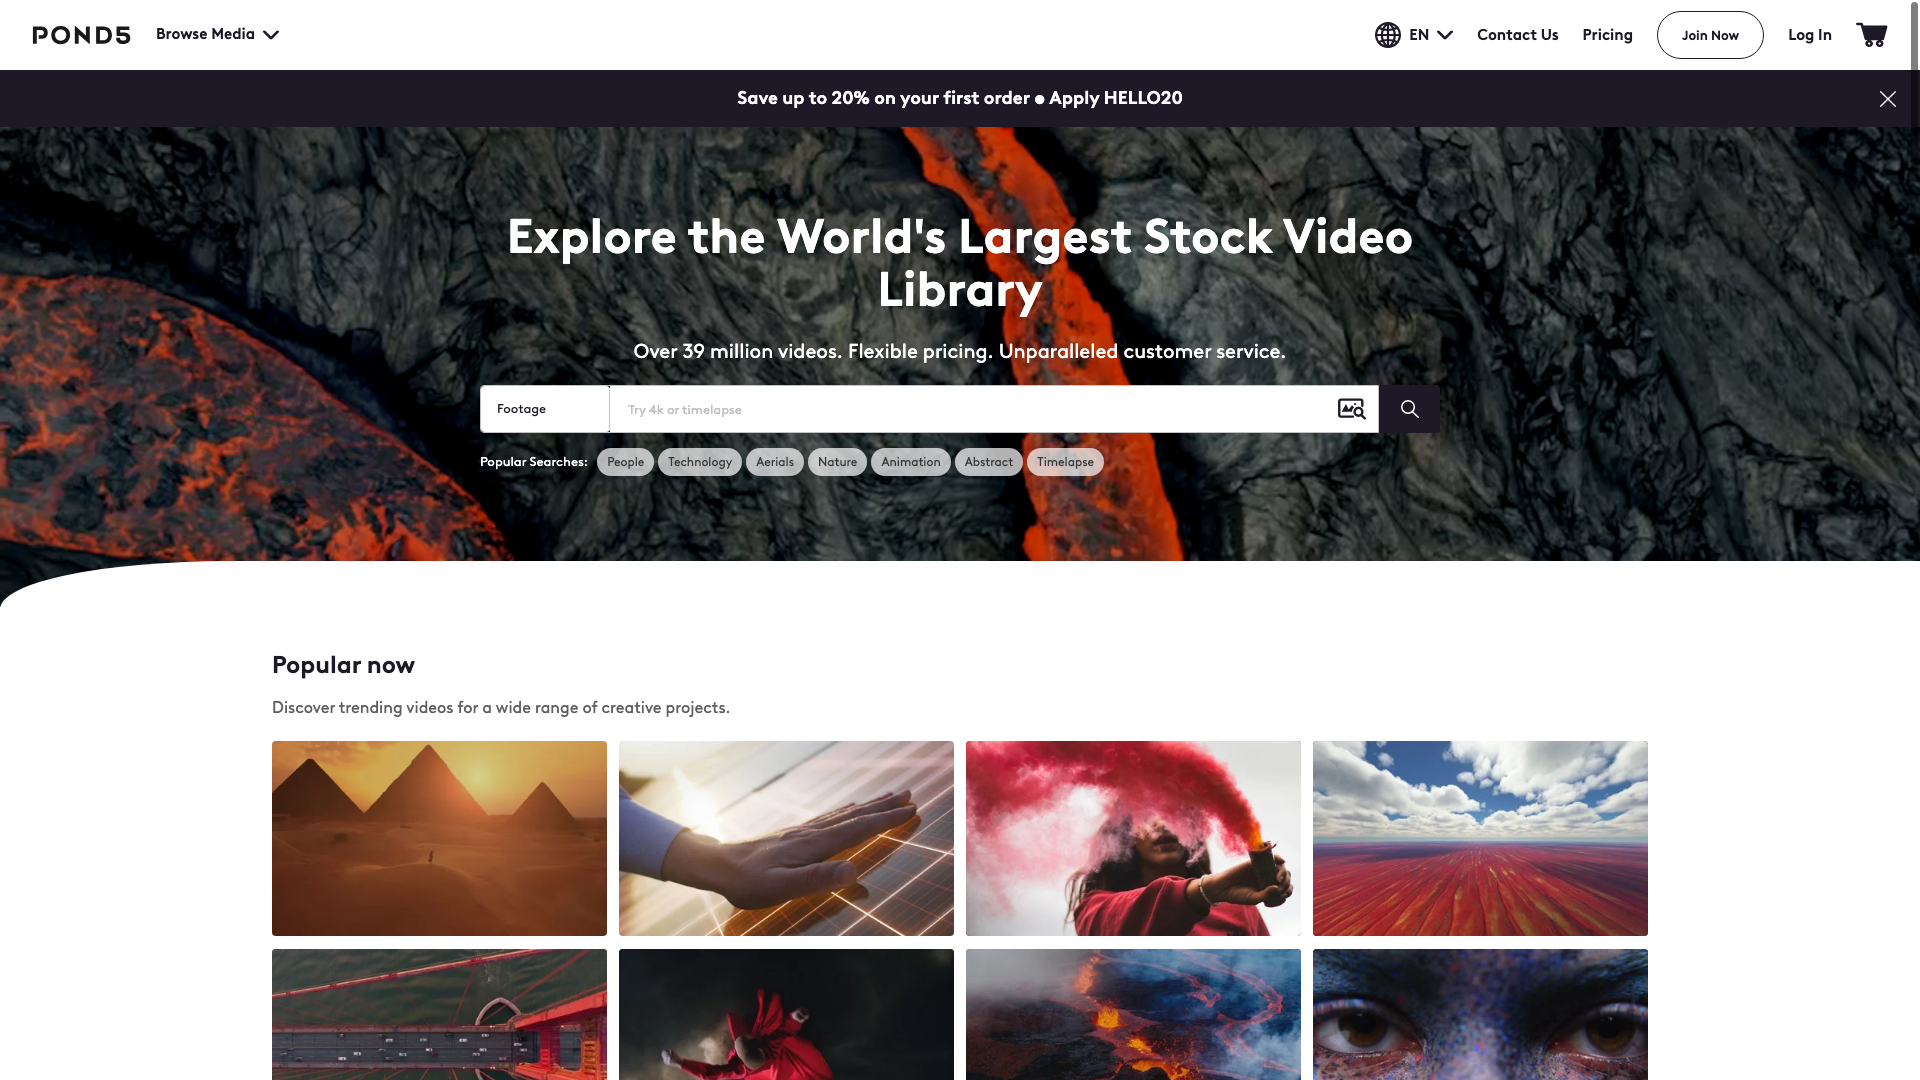 POND5
Browse Media
EN
Contact Us
Pricing
Join Now
Log In
Save up to 20% on your first order ● Apply HELLO20
Explore the World's Largest Stock Video
Library
Over 39 million videos. Flexible pricing. Unparalleled customer service.
Footage
Try 4k or timelapse
Popular Searches: People Technology Aerials Nature Animation Abstract Timelapse
Popular now
Discover trending videos for a wide range of creative projects.